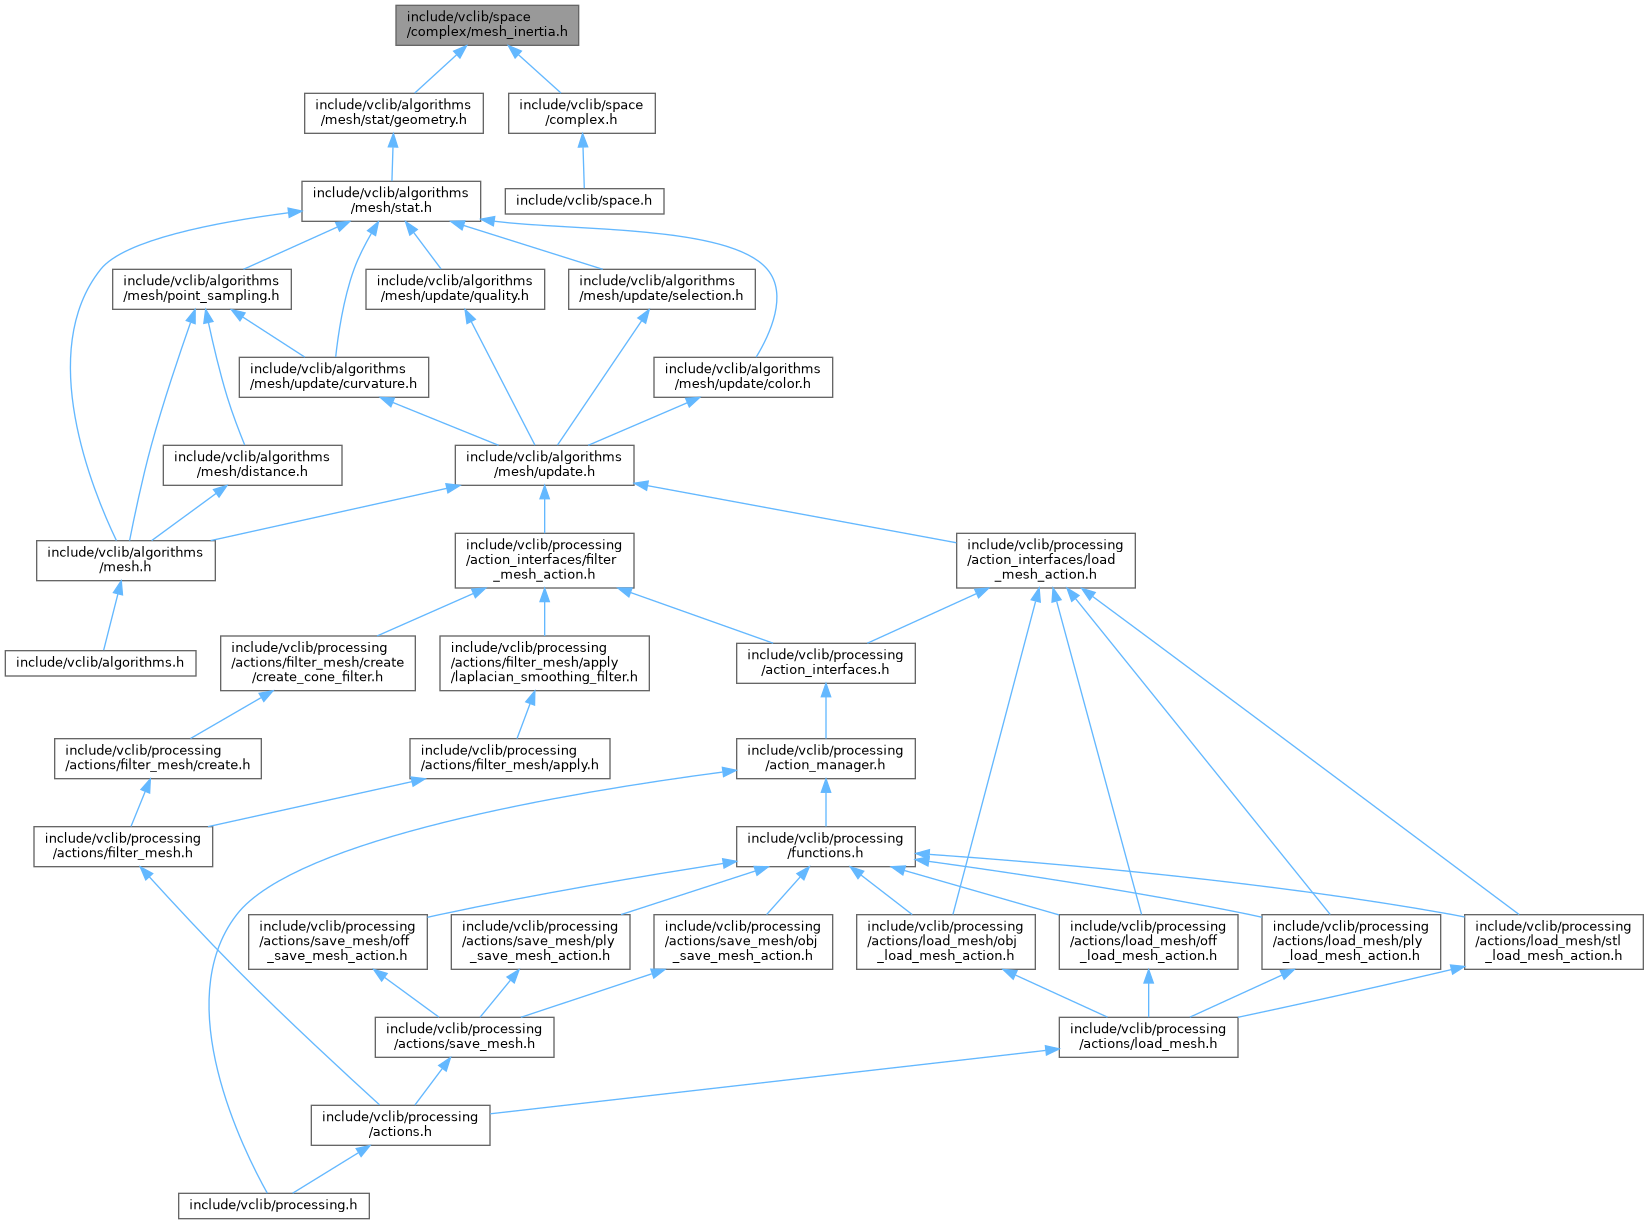 include/vclib/space
/complex/mesh_inertia.h
include/vclib/algorithms
/mesh/stat/geometry.h
include/vclib/space
/complex.h
include/vclib/algorithms
/mesh/stat.h
include/vclib/space.h
include/vclib/algorithms
/mesh/point_sampling.h
include/vclib/algorithms
/mesh/update/quality.h
include/vclib/algorithms
/mesh/update/selection.h
include/vclib/algorithms
/mesh/update/curvature.h
include/vclib/algorithms
/mesh/update/color.h
include/vclib/algorithms
/mesh/distance.h
include/vclib/algorithms
/mesh/update.h
include/vclib/algorithms
/mesh.h
include/vclib/processing
/action_interfaces/filter
_mesh_action.h
include/vclib/processing
/action_interfaces/load
_mesh_action.h
include/vclib/algorithms.h
include/vclib/processing
/actions/filter_mesh/create
/create_cone_filter.h
include/vclib/processing
/actions/filter_mesh/apply
/laplacian_smoothing_filter.h
include/vclib/processing
/action_interfaces.h
include/vclib/processing
/actions/filter_mesh/create.h
include/vclib/processing
/actions/filter_mesh/apply.h
include/vclib/processing
/action_manager.h
include/vclib/processing
/actions/filter_mesh.h
include/vclib/processing
/functions.h
include/vclib/processing
/actions/save_mesh/off
_save_mesh_action.h
include/vclib/processing
/actions/save_mesh/ply
_save_mesh_action.h
include/vclib/processing
/actions/save_mesh/obj
_save_mesh_action.h
include/vclib/processing
/actions/load_mesh/obj
_load_mesh_action.h
include/vclib/processing
/actions/load_mesh/off
_load_mesh_action.h
include/vclib/processing
/actions/load_mesh/ply
_load_mesh_action.h
include/vclib/processing
/actions/load_mesh/stl
_load_mesh_action.h
include/vclib/processing
/actions/save_mesh.h
include/vclib/processing
/actions/load_mesh.h
include/vclib/processing
/actions.h
include/vclib/processing.h